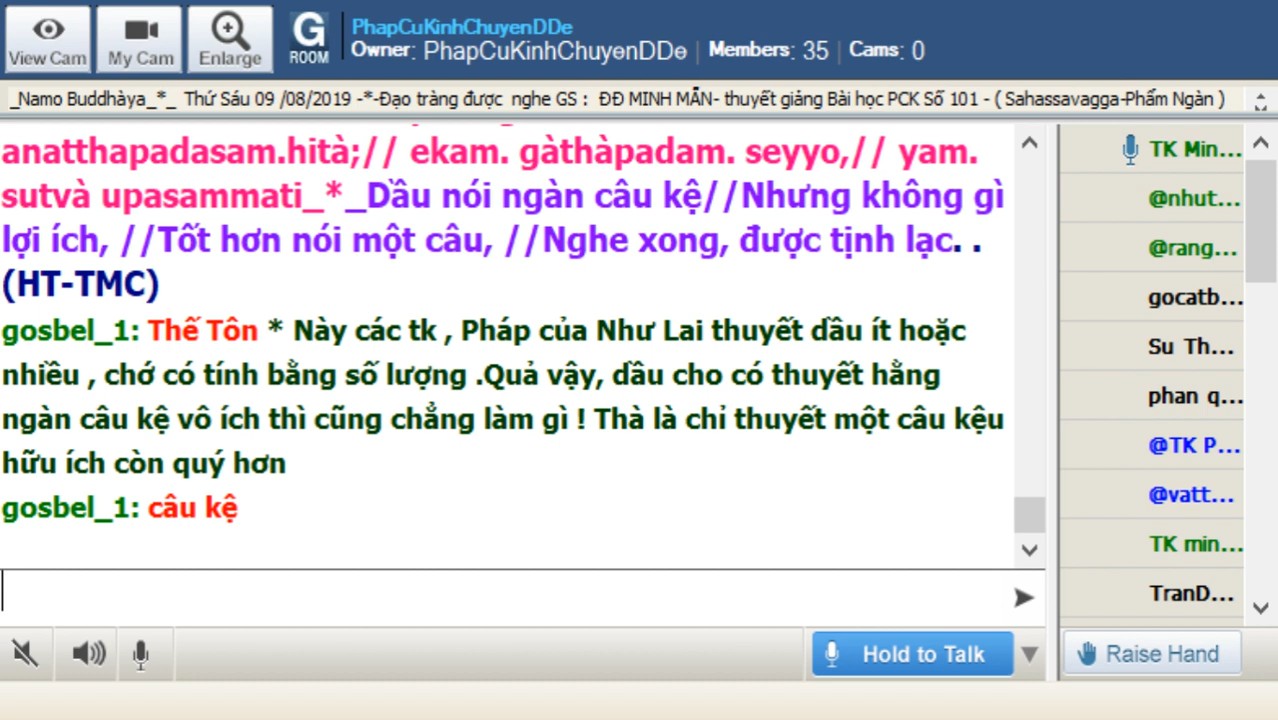 View Cam
My Cam
Enlarge
G
ROOM
PhapCuKinhChuyenDDe
Owner: PhapCuKinhChuyenDDe | Members: 35 | Cams: 0
_Namo Buddhàya_*_ Thứ Sáu 09 /08/2019 -*-Đạo tràng được nghe GS : ĐĐ MINH MẪN- thuyết giảng Bài học PCK Số 101 - ( Sahassavagga-Phẩm Ngàn )
anatthapadasam.hità;// ekam. gàthàpadam. seyyo,// yam.
sutvà upasammati_*_Dầu nói ngàn câu kệ//Nhưng không gì
lợi ích, //Tốt hơn nói một câu, //Nghe xong, được tịnh lạc. .
(HT-TMC)
gosbel_1: Thế Tôn * Này các tk , Pháp của Như Lai thuyết dầu ít hoặc
nhiều , chớ có tính bằng số lượng .Quả vậy, dầu cho có thuyết hằng
ngàn câu kệ vô ích thì cũng chẳng làm gì ! Thà là chỉ thuyết một câu kệu
hữu ích còn quý hơn
gosbel_1: câu kệ
TK Min...
@nhut...
@rang...
gocatb...
Su Th...
phan q...
@TK P...
@vatt...
TK min...
TranD...
Hold to Talk
Raise Hand